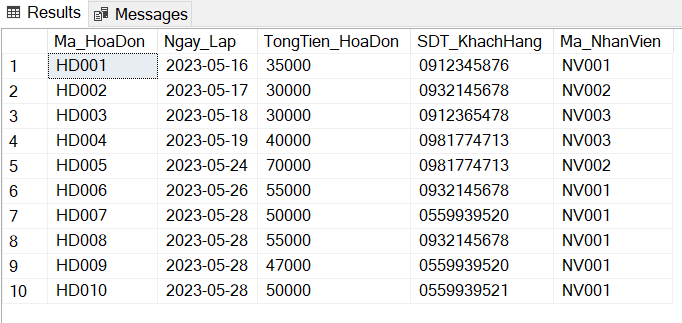 Results Messages
Ma_HoaDon Ngay_Lap TongTien_HoaDon SDT_KhachHang Ma_NhanVien
1 HD001 2023-05-16 35000 0912345876 NV001
2 HD002 2023-05-17 30000 0932145678 NV002
3 HD003 2023-05-18 30000 0912365478 NV003
4 HD004 2023-05-19 40000 0981774713 NV003
5 HD005 2023-05-24 70000 0981774713 NV002
6 HD006 2023-05-26 55000 0932145678 NV001
7 HD007 2023-05-28 50000 0559939520 NV001
8 HD008 2023-05-28 55000 0932145678 NV001
9 HD009 2023-05-28 47000 0559939520 NV001
10 HD010 2023-05-28 50000 0559939521 NV001